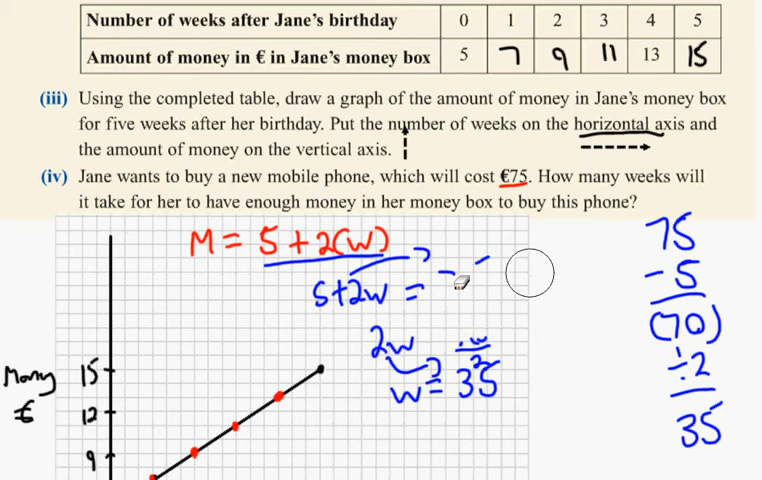 Number of weeks after Jane's birthday 0 1 2 3 4 5
Amount of money in € in Jane's money box 5 7 9 11 13 15
(iii) Using the completed table, draw a graph of the amount of money in Jane's money box
for five weeks after her birthday. Put the number of weeks on the horizontal axis and
the amount of money on the vertical axis.
(iv) Jane wants to buy a new mobile phone, which will cost €75. How many weeks will
it take for her to have enough money in her money box to buy this phone?
M = 5 + 2(W)
5+2W =
2W
W = 35
75
-5
(70)
÷2
35
Money
€
15
12
9